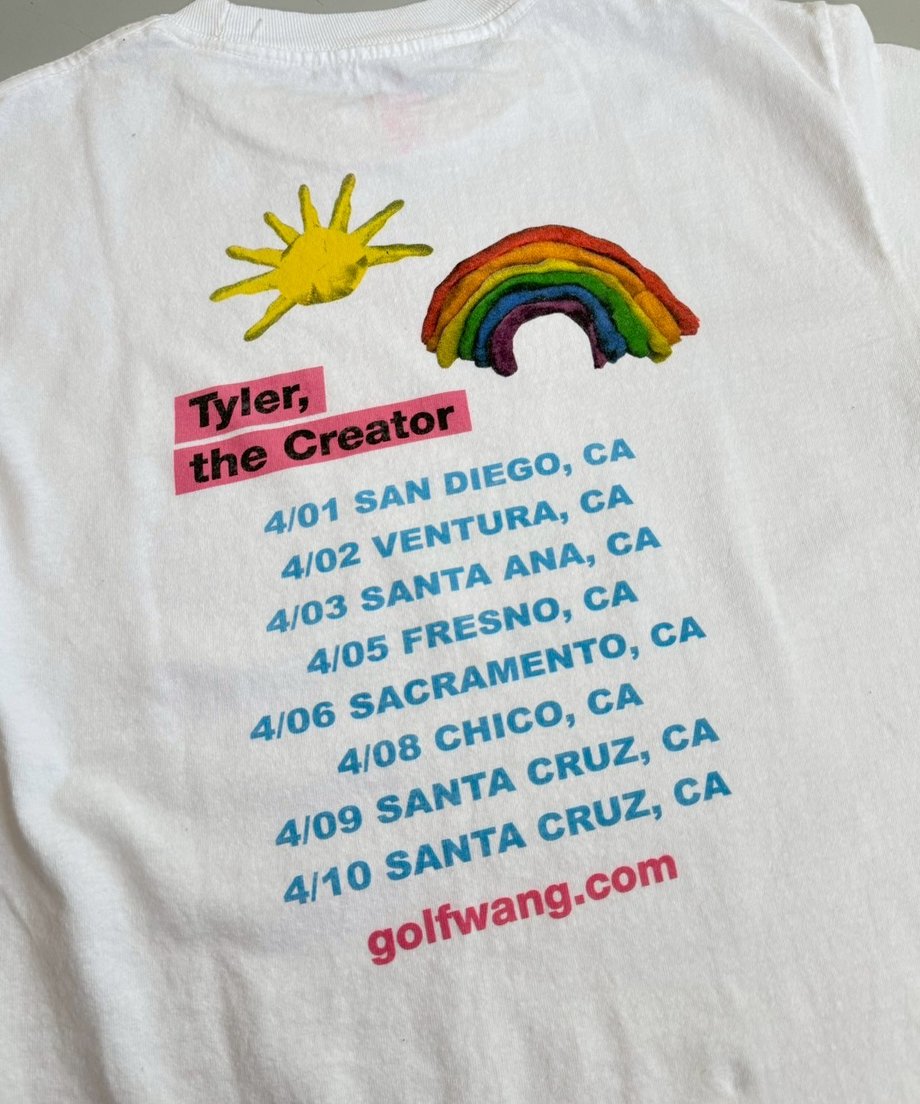 Tyler,
the Creator
4/01 SAN DIEGO, CA
4/02 VENTURA, CA
4/03 SANTA ANA, CA
4/05 FRESNO, CA
4/06 SACRAMENTO, CA
4/08 CHICO, CA
4/09 SANTA CRUZ, CA
4/10 SANTA CRUZ, CA
golfwang.com